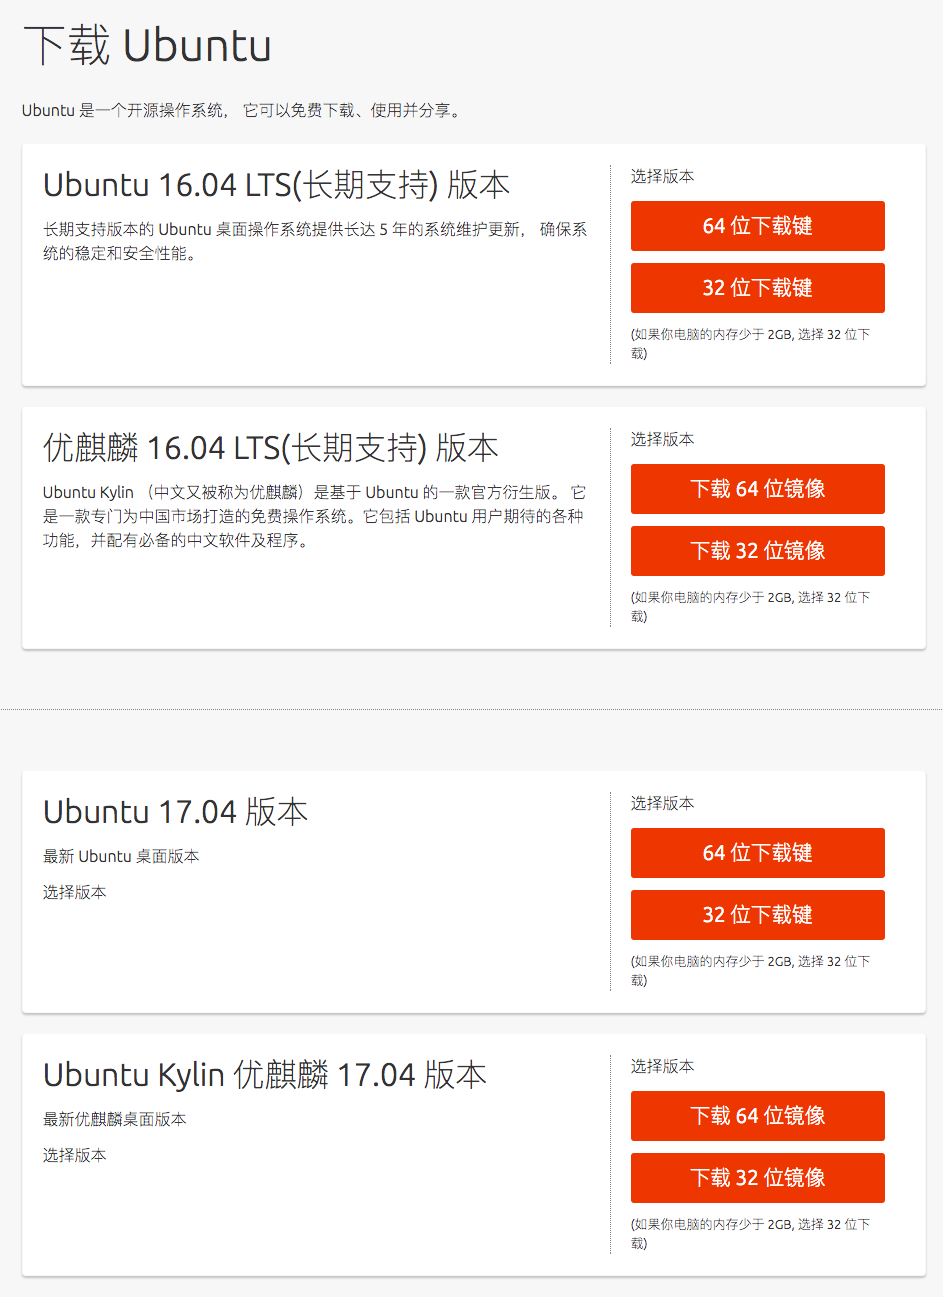 下载 Ubuntu
Ubuntu 是一个开源操作系统， 它可以免费下载、使用并分享。
Ubuntu 16.04 LTS(长期支持) 版本
长期支持版本的 Ubuntu 桌面操作系统提供长达 5 年的系统维护更新， 确保系
统的稳定和安全性能。
选择版本
64 位下载键
32 位下载键
(如果你电脑的内存少于 2GB, 选择 32 位下
载)
优麒麟 16.04 LTS(长期支持) 版本
Ubuntu Kylin （中文又被称为优麒麟）是基于 Ubuntu 的一款官方衍生版。 它
是一款专门为中国市场打造的免费操作系统。它包括 Ubuntu 用户期待的各种
功能，并配有必备的中文软件及程序。
选择版本
下载 64 位镜像
下载 32 位镜像
(如果你电脑的内存少于 2GB, 选择 32 位下
载)
Ubuntu 17.04 版本
最新 Ubuntu 桌面版本
选择版本
选择版本
64 位下载键
32 位下载键
(如果你电脑的内存少于 2GB, 选择 32 位下
载)
Ubuntu Kylin 优麒麟 17.04 版本
最新优麒麟桌面版本
选择版本
选择版本
下载 64 位镜像
下载 32 位镜像
(如果你电脑的内存少于 2GB, 选择 32 位下
载)